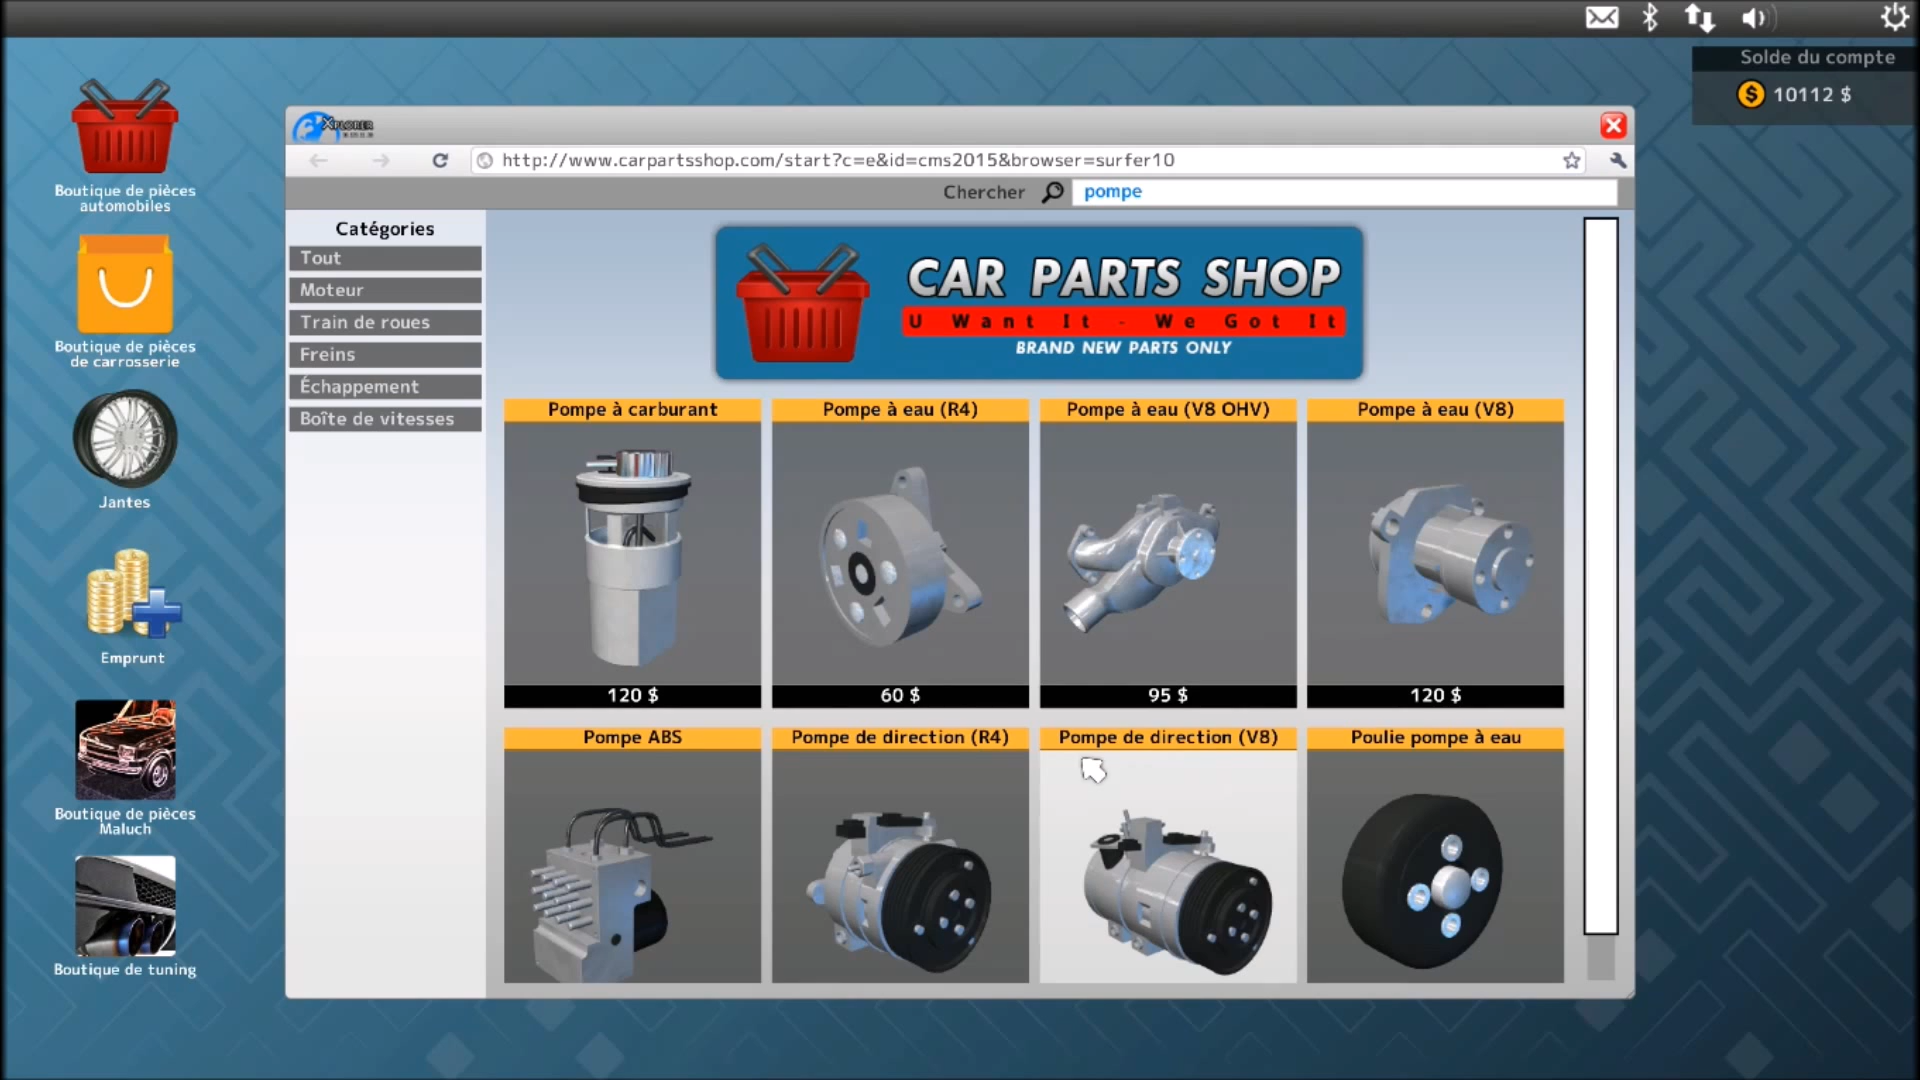 Solde du compte
10112 $
Boutique de pièces
automobiles
Boutique de pièces
de carrosserie
Jantes
Emprunt
Boutique de pièces
Maluch
Boutique de tuning
XPLORER
http://www.carpartsshop.com/start?c=e&id=cms2015&browser=surfer10
Chercher pompe
Catégories
Tout
Moteur
Train de roues
Freins
Échappement
Boîte de vitesses
CAR PARTS SHOP
U Want It - We Got It
BRAND NEW PARTS ONLY
Pompe à carburant
120 $
Pompe à eau (R4)
60 $
Pompe à eau (V8 OHV)
95 $
Pompe à eau (V8)
120 $
Pompe ABS
Pompe de direction (R4)
Pompe de direction (V8)
Poulie pompe à eau